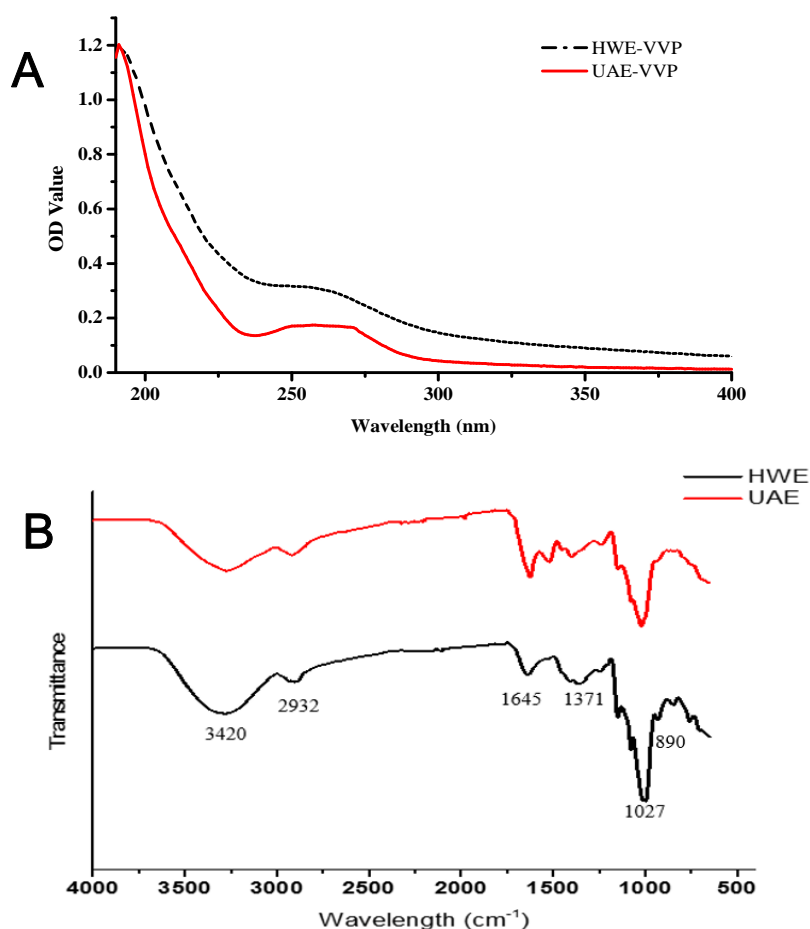 A
HWE-VVP
UAE-VVP
OD Value
1.2
1.0
0.8
0.6
0.4
0.2
0.0
200 250 300 350 400
Wavelength (nm)
B
HWE
UAE
Transmittance
3420
2932
1645
1371
890
1027
4000 3500 3000 2500 2000 1500 1000 500
Wavelength (cm⁻¹)